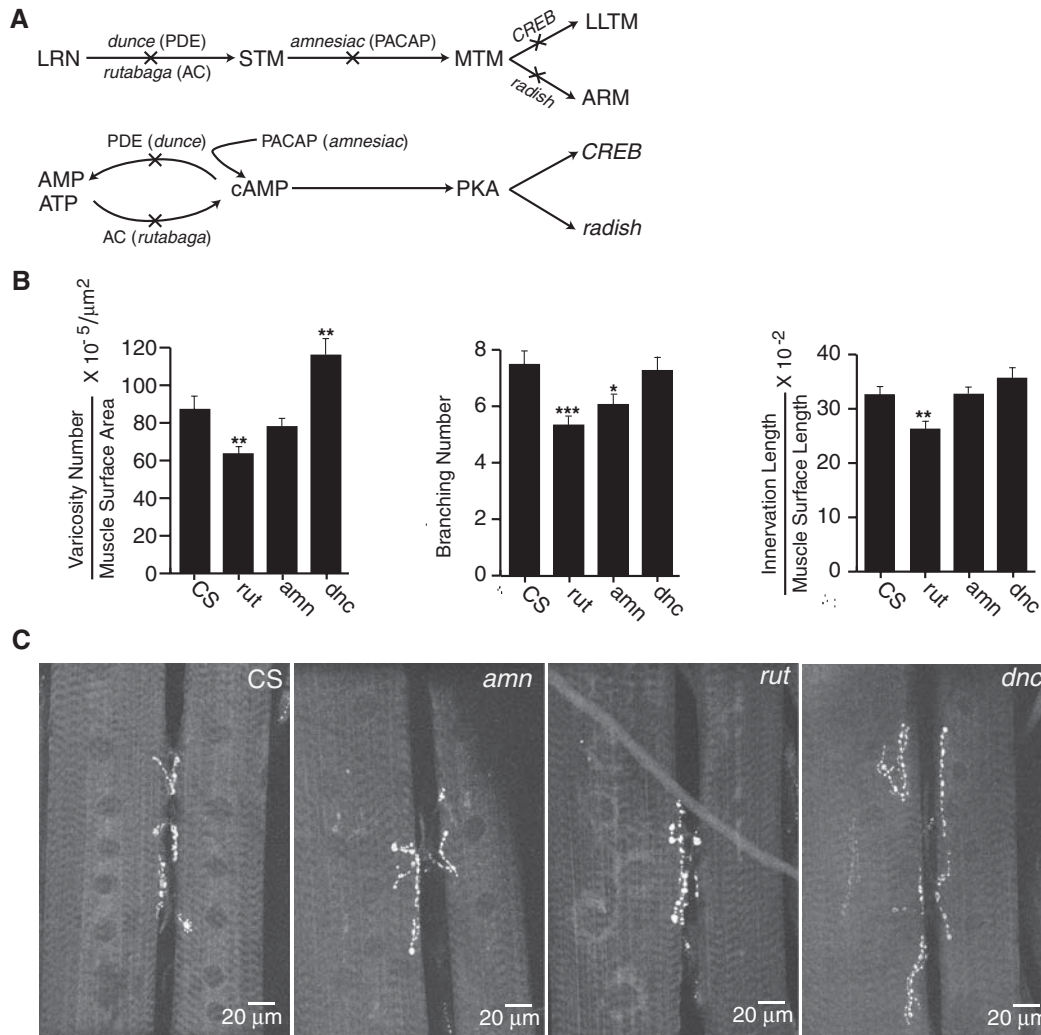 A
LRN
dunce (PDE)
rutabaga (AC)
STM
amnesiac (PACAP)
MTM
CREB
LLTM
radish
ARM
PDE (dunce)
PACAP (amnesiac)
AMP
ATP
cAMP
PKA
CREB
radish
AC (rutabaga)
B
Varicosity Number
Muscle Surface Area
X 10-5/μm2
120
100
80
60
40
20
0
**
**
CS
rut
amn
dnc
Branching Number
8
6
4
2
0
***
*
CS
rut
amn
dnc
Innervation Length
Muscle Surface Length
X 10-2
40
30
20
10
0
**
CS
rut
amn
dnc
C
CS
20 μm
amn
20 μm
rut
20 μm
dnc
20 μm